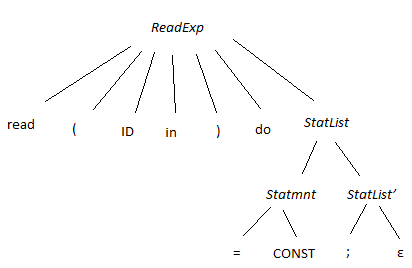 ReadExp
read ( ID in ) do StatList
Statmnt StatList’
= CONST ; ε